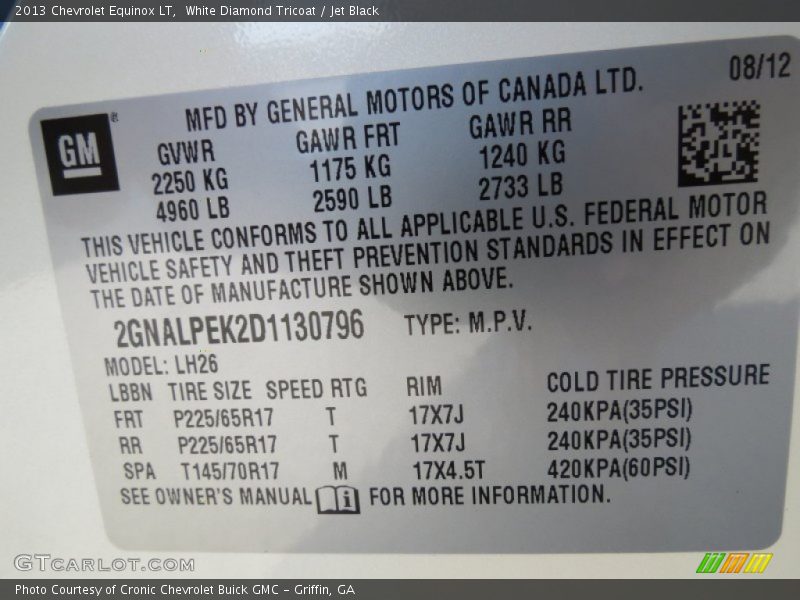 2013 Chevrolet Equinox LT, White Diamond Tricoat / Jet Black
08/12
GM®
MFD BY GENERAL MOTORS OF CANADA LTD.
GVWR GAWR FRT GAWR RR
2250 KG 1175 KG 1240 KG
4960 LB 2590 LB 2733 LB
THIS VEHICLE CONFORMS TO ALL APPLICABLE U.S. FEDERAL MOTOR
VEHICLE SAFETY AND THEFT PREVENTION STANDARDS IN EFFECT ON
THE DATE OF MANUFACTURE SHOWN ABOVE.
2GNALPEK2D1130796 TYPE: M.P.V.
MODEL: LH26
LBBN TIRE SIZE SPEED RTG RIM COLD TIRE PRESSURE
FRT P225/65R17 T 17X7J 240KPA(35PSI)
RR P225/65R17 T 17X7J 240KPA(35PSI)
SPA T145/70R17 M 17X4.5T 420KPA(60PSI)
SEE OWNER'S MANUAL i FOR MORE INFORMATION.
GTCARLOT.COM
Photo Courtesy of Cronic Chevrolet Buick GMC - Griffin, GA